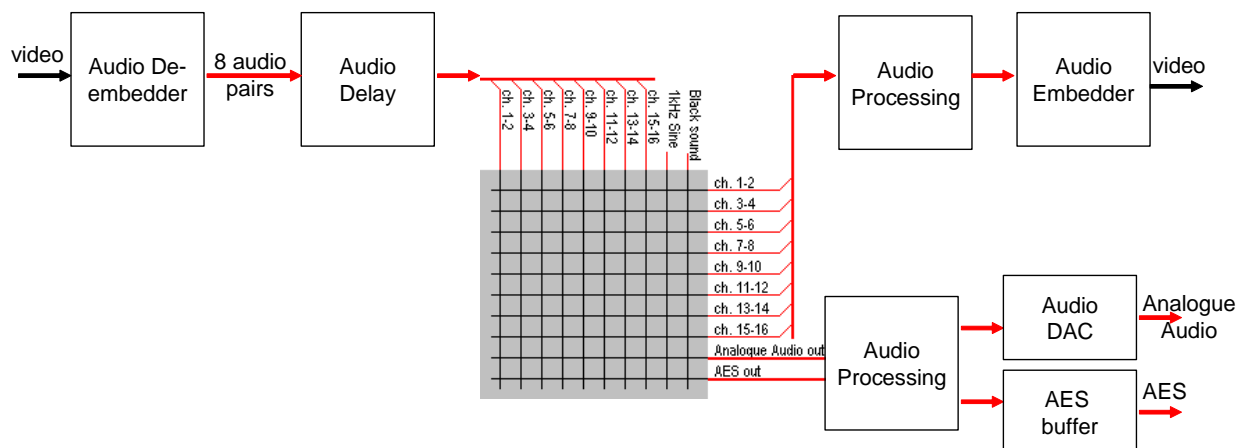 video
Audio De-
embedder
8 audio
pairs
Audio
Delay
ch. 1-2
ch. 3-4
ch. 5-6
ch. 7-8
ch. 9-10
ch. 11-12
ch. 13-14
ch. 15-16
1kHz Sine
Black sound
Audio
Processing
Audio
Embedder
video
ch. 1-2
ch. 3-4
ch. 5-6
ch. 7-8
ch. 9-10
ch. 11-12
ch. 13-14
ch. 15-16
Analogue Audio out
AES out
Audio
Processing
Audio
DAC
Analogue
Audio
AES
buffer
AES